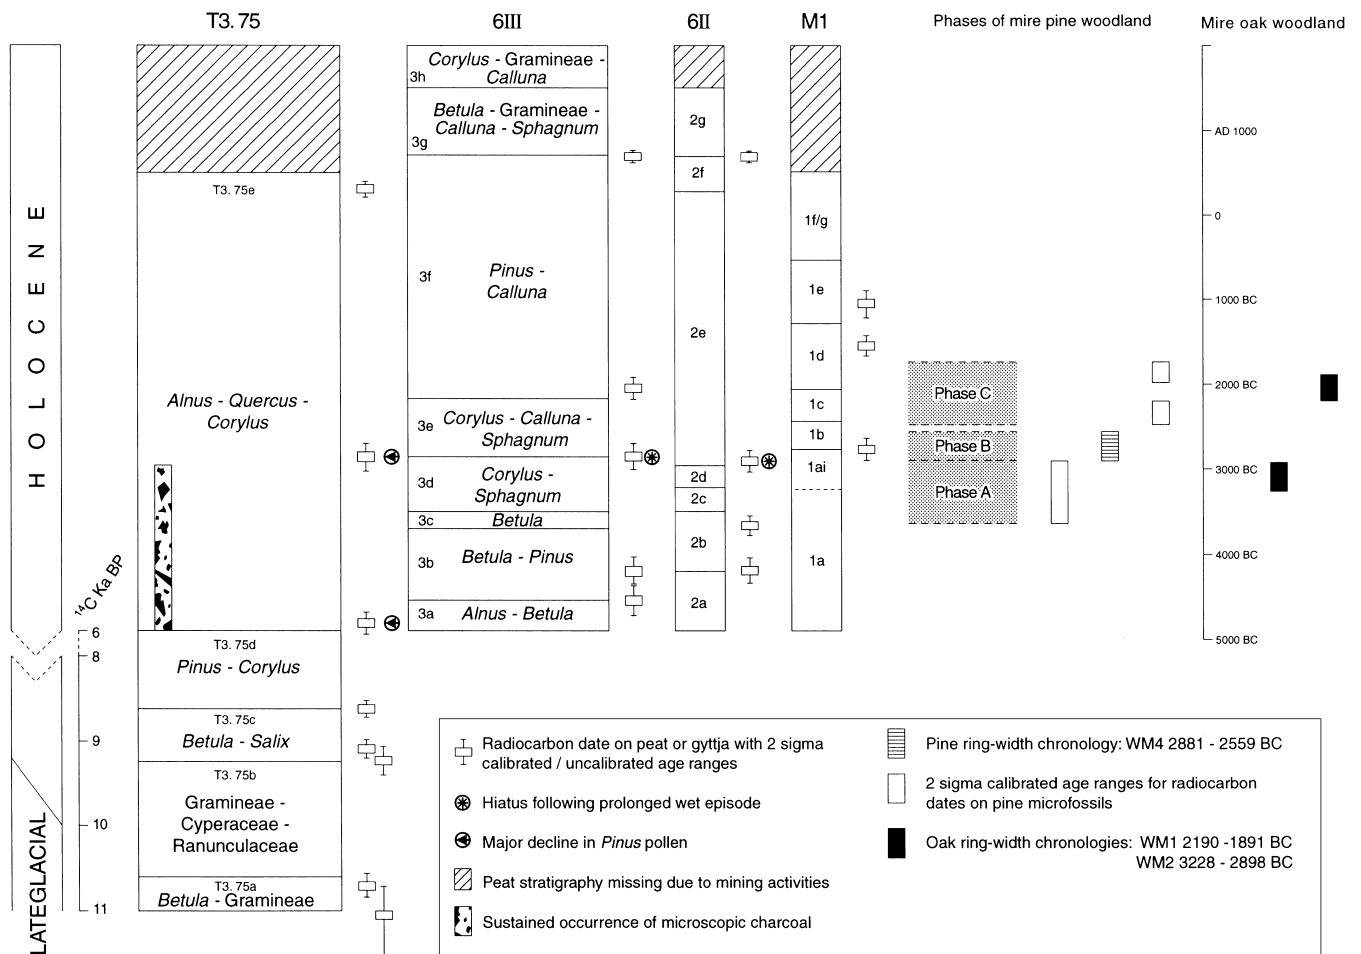 T3.75
6III
6II
M1
Phases of mire pine woodland
Mire oak woodland
HOLOCENE
LATEGLACIAL
¹⁴C Ka BP
6
8
9
10
11
T3.75e
Alnus - Quercus -
Corylus
T3.75d
Pinus - Corylus
T3.75c
Betula - Salix
T3.75b
Gramineae -
Cyperaceae -
Ranunculaceae
T3.75a
Betula - Gramineae
3h
Corylus - Gramineae -
Calluna
3g
Betula - Gramineae -
Calluna - Sphagnum
3f
Pinus -
Calluna
3e
Corylus - Calluna -
Sphagnum
3d
Corylus -
Sphagnum
3c
Betula
3b
Betula - Pinus
3a
Alnus - Betula
2g
2f
2e
2d
2c
2b
2a
1f/g
1e
1d
1c
1b
1ai
1a
Phase C
Phase B
Phase A
AD 1000
0
1000 BC
2000 BC
3000 BC
4000 BC
5000 BC
Radiocarbon date on peat or gyttja with 2 sigma
calibrated / uncalibrated age ranges
Hiatus following prolonged wet episode
Major decline in Pinus pollen
Peat stratigraphy missing due to mining activities
Sustained occurrence of microscopic charcoal
Pine ring-width chronology: WM4 2881 - 2559 BC
2 sigma calibrated age ranges for radiocarbon
dates on pine microfossils
Oak ring-width chronologies: WM1 2190 -1891 BC
WM2 3228 - 2898 BC